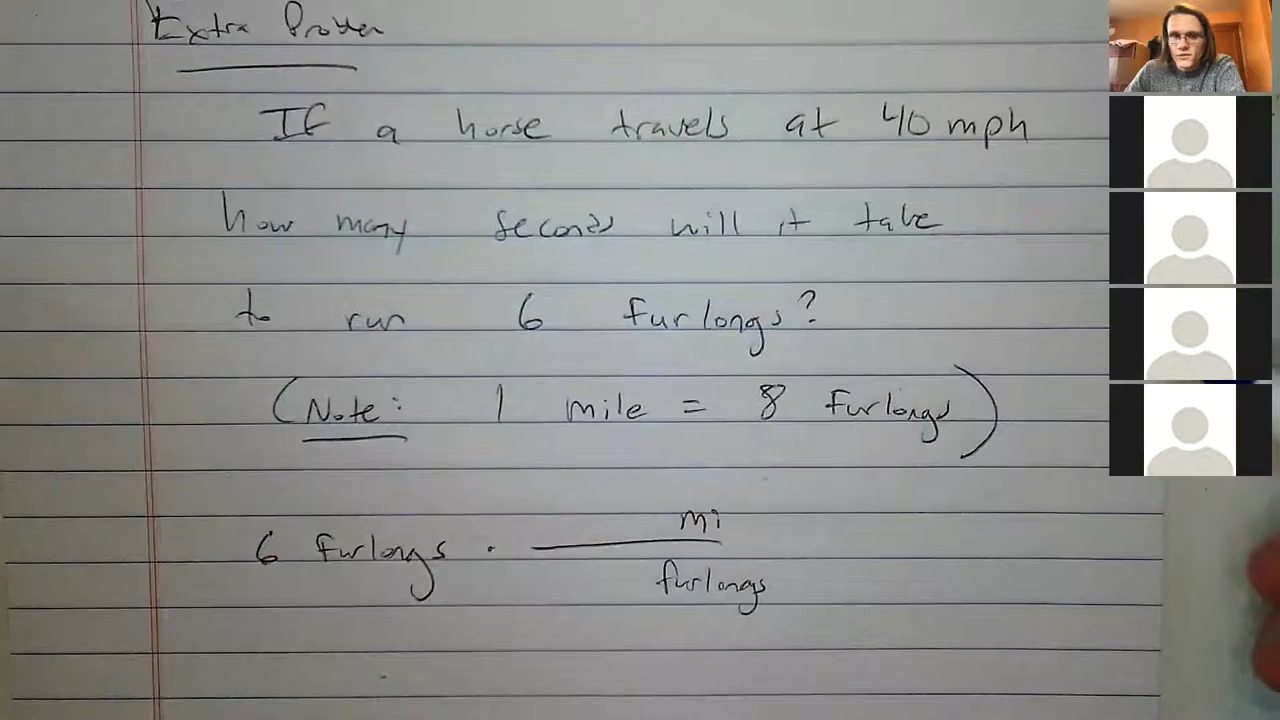 Extra Problem
If a horse travels at 40 mph
how many seconds will it take
to run 6 furlongs?
(Note: 1 mile = 8 furlongs)
6 furlongs · mi
furlongs